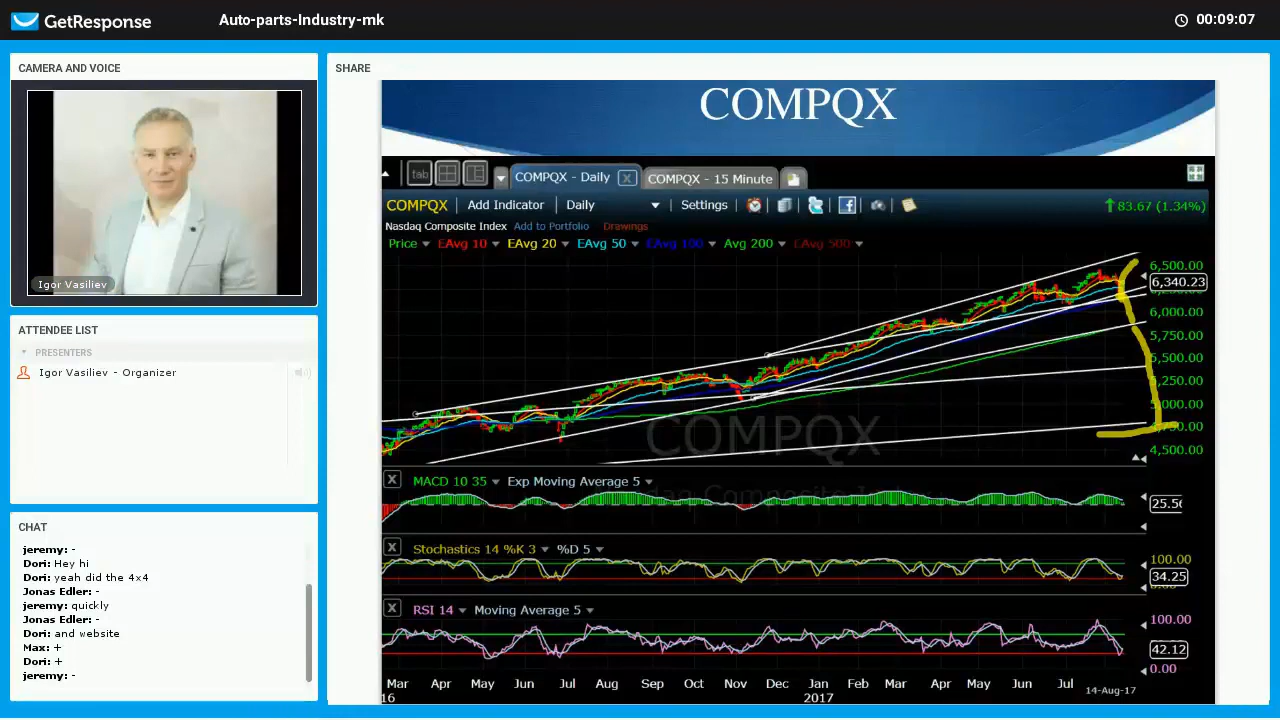 GetResponse
Auto-parts-Industry-mk
00:09:07
CAMERA AND VOICE
Igor Vasiliev
ATTENDEE LIST
PRESENTERS
Igor Vasiliev - Organizer
CHAT
jeremy: -
Dori: Hey hi
Dori: yeah did the 4x4
Jonas Edler: -
jeremy: quickly
Jonas Edler: -
Dori: and website
Max: +
Dori: +
jeremy: -
SHARE
COMPQX
tab
COMPQX - Daily
COMPQX - 15 Minute
COMPQX Add Indicator Daily Settings 83.67 (1.34%)
Nasdaq Composite Index Add to Portfolio Drawings
Price EAvg 10 EAvg 20 EAvg 50 EAvg 100 Avg 200 EAvg 500
6,500.00
6,340.23
6,000.00
5,750.00
5,500.00
5,250.00
5,000.00
4,500.00
COMPQX
MACD 10 35 Exp Moving Average 5
Stochastics 14 %K 3 %D 5
100.00
34.25
RSI 14 Moving Average 5
100.00
42.12
0.00
Mar Apr May Jun Jul Aug Sep Oct Nov Dec Jan Feb Mar Apr May Jun Jul 14-Aug-17
16 2017